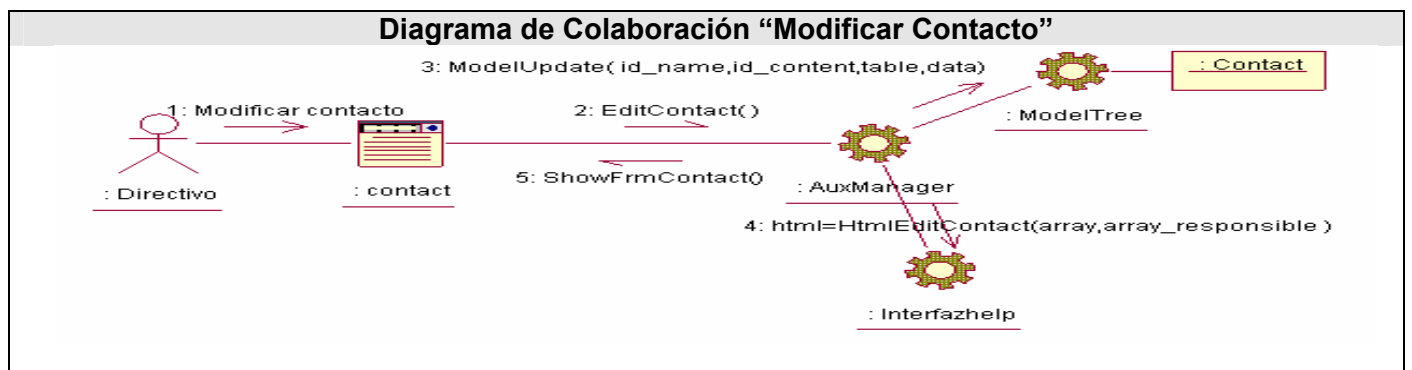 Diagrama de Colaboración “Modificar Contacto”
3: ModelUpdate( id_name,id_content,table,data)
: Contact
1: Modificar contacto
2: EditContact( )
: ModelTree
5: ShowFrmContact()
: Directivo
: contact
: AuxManager
4: html=HtmlEditContact(array,array_responsible )
: Interfazhelp